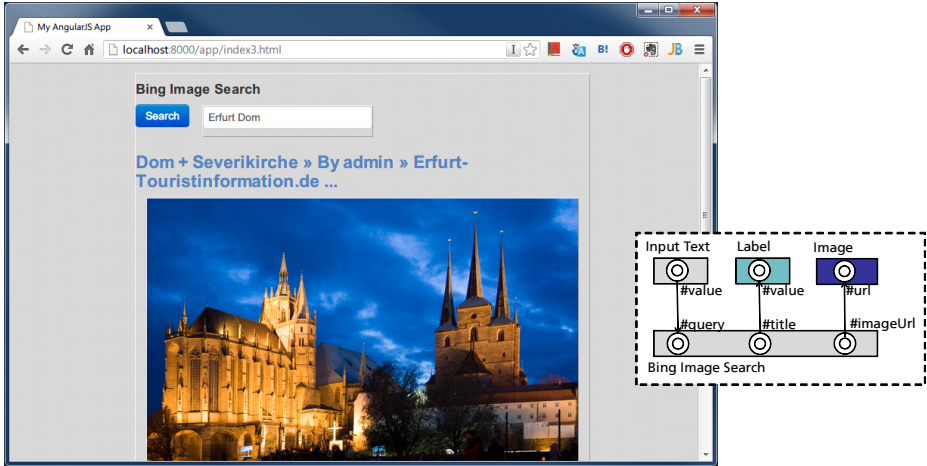 My AngularJS App
localhost:8000/app/index3.html
B!
JB
Bing Image Search
Search
Erfurt Dom
Dom + Severikirche » By admin » Erfurt-
Touristinformation.de ...
Input Text
Label
Image
#value
#value
#url
#query
#title
#imageUrl
Bing Image Search